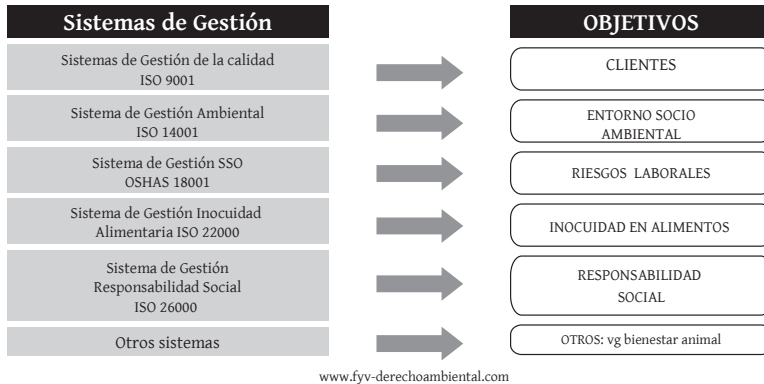 Sistemas de Gestión
OBJETIVOS
Sistemas de Gestión de la calidad
ISO 9001
CLIENTES
Sistema de Gestión Ambiental
ISO 14001
ENTORNO SOCIO
AMBIENTAL
Sistema de Gestión SSO
OSHAS 18001
RIESGOS LABORALES
Sistema de Gestión Inocuidad
Alimentaria ISO 22000
INOCUIDAD EN ALIMENTOS
Sistema de Gestión
Responsabilidad Social
ISO 26000
RESPONSABILIDAD
SOCIAL
Otros sistemas
OTROS: vg bienestar animal
www.fyv-derechoambiental.com